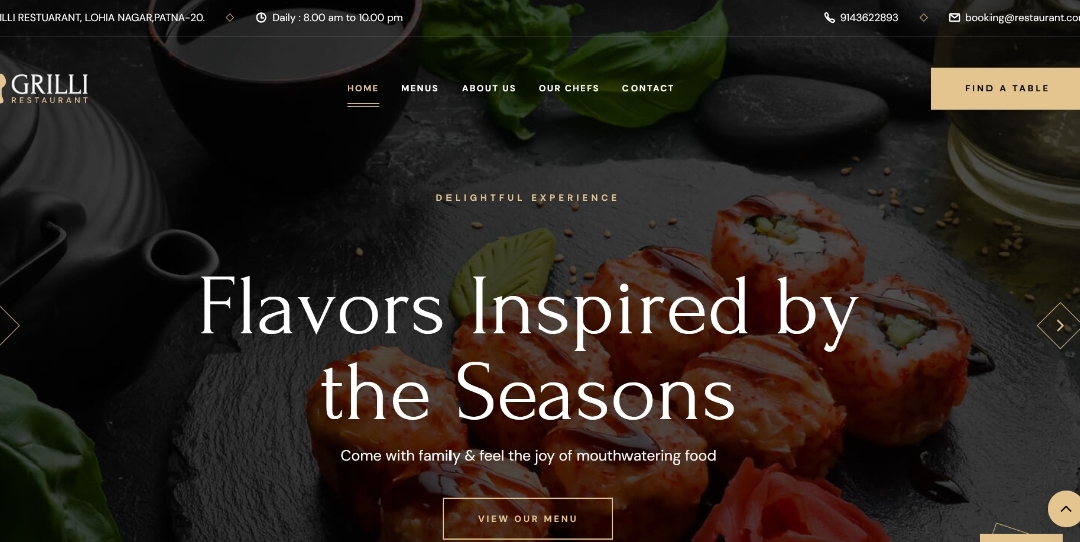 ILLI RESTUARANT, LOHIA NAGAR,PATNA-20.
Daily : 8.00 am to 10.00 pm
9143622893
booking@restaurant.com
GRILLI
RESTAURANT
HOME
MENUS
ABOUT US
OUR CHEFS
CONTACT
FIND A TABLE
DELIGHTFUL EXPERIENCE
Flavors Inspired by
the Seasons
Come with family & feel the joy of mouthwatering food
VIEW OUR MENU